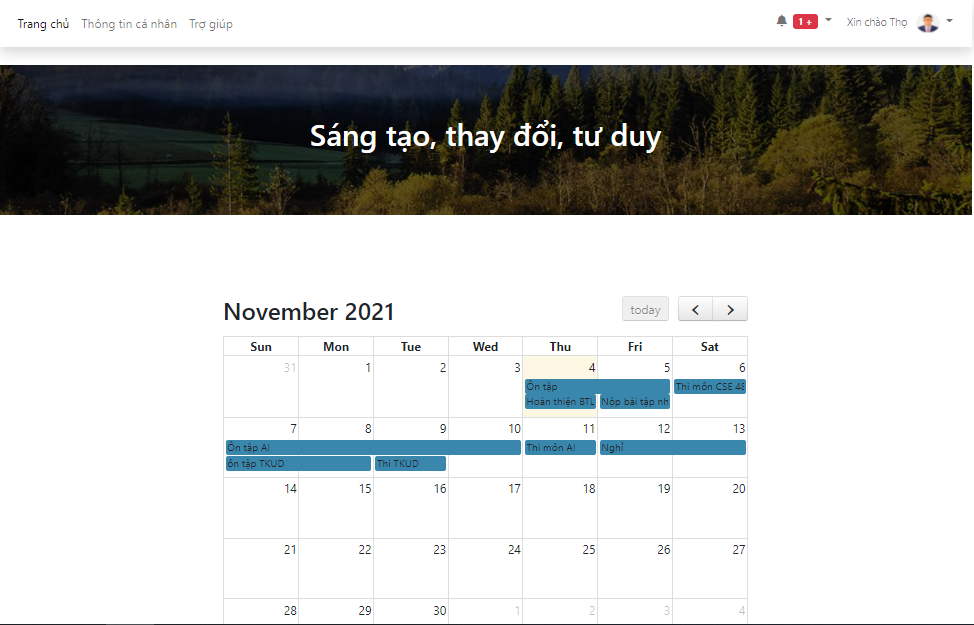 Trang chủ Thông tin cá nhân Trợ giúp 1 + Xin chào Thọ
Sáng tạo, thay đổi, tư duy
November 2021 today
Sun Mon Tue Wed Thu Fri Sat
31 1 2 3 4 5 6
Ôn tập Thi môn CSE 48
Hoàn thiện BTL Nộp bài tập nh
7 8 9 10 11 12 13
Ôn tập AI Thi môn AI Nghỉ
ôn tập TKUD Thi TKUD
14 15 16 17 18 19 20
21 22 23 24 25 26 27
28 29 30 1 2 3 4